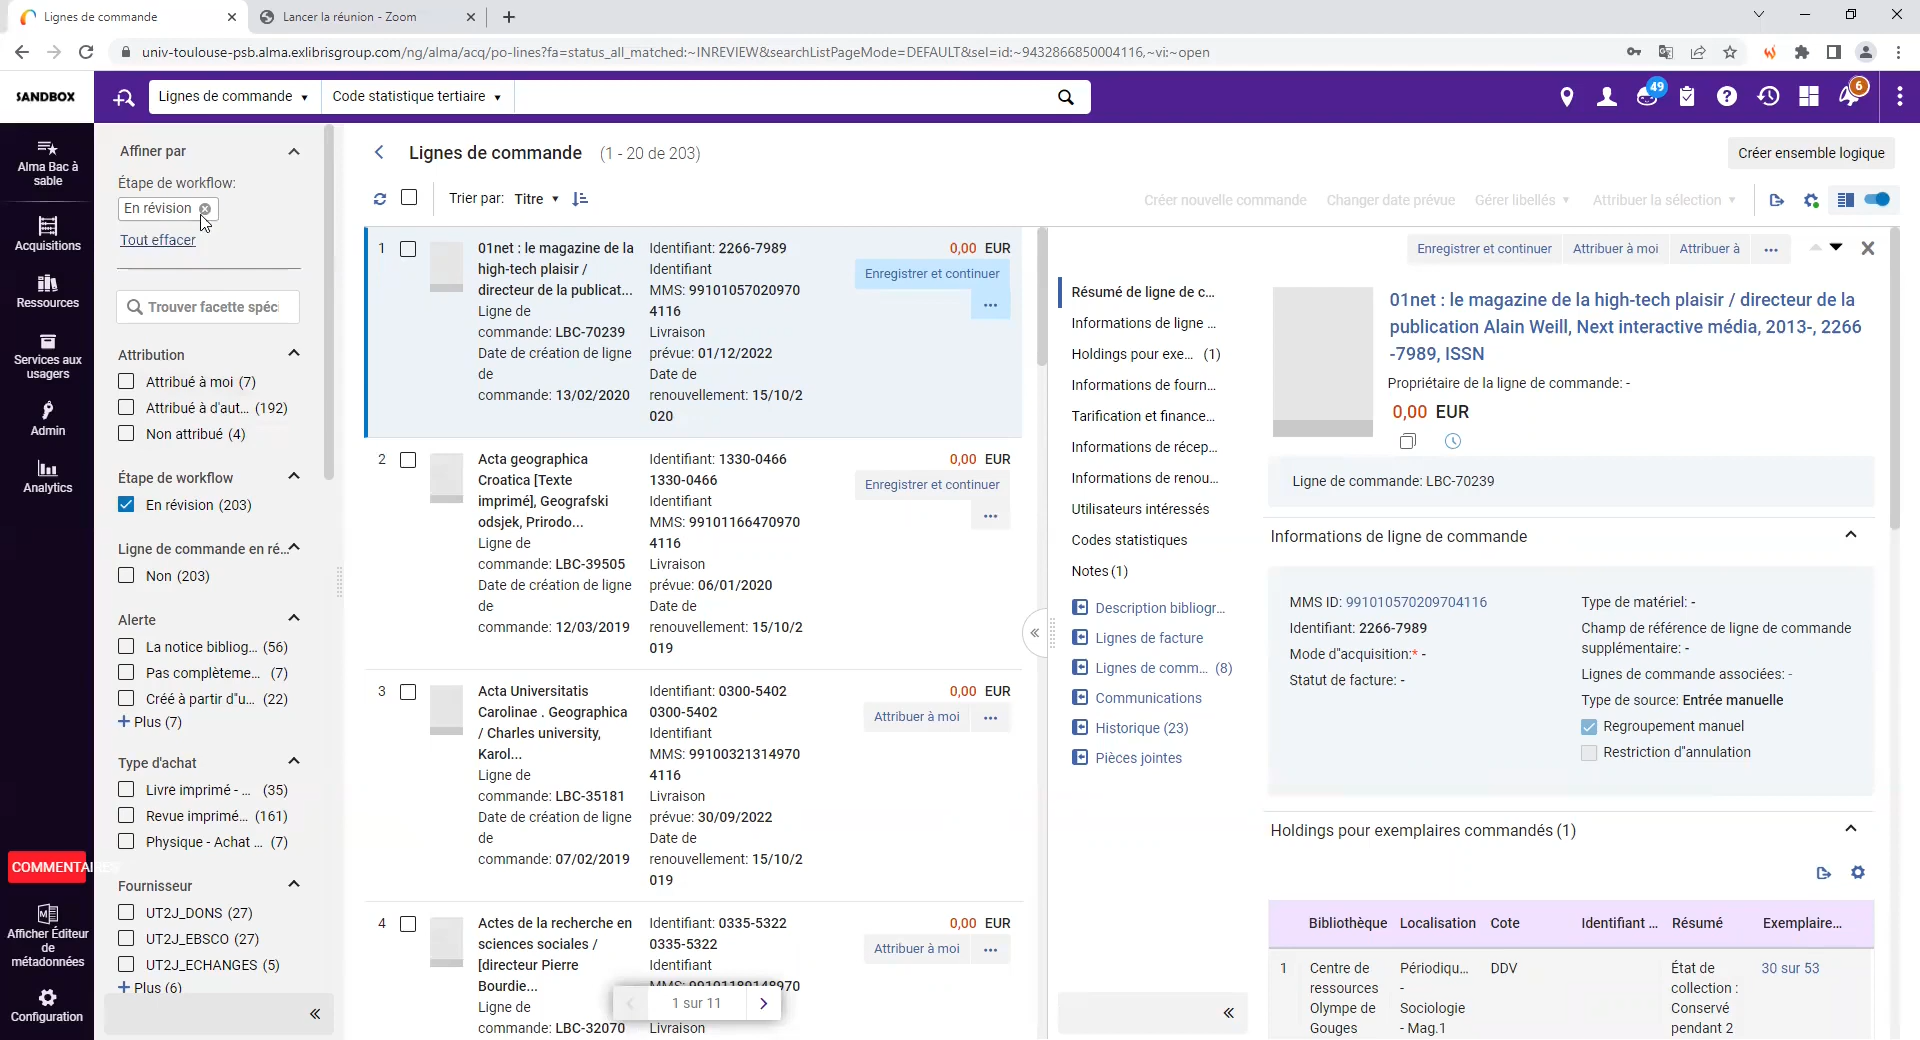 Lignes de commande
Lancer la réunion - Zoom
univ-toulouse-psb.alma.exlibrisgroup.com/ng/alma/acq/po-lines?fa=status_all_matched:~INREVIEW&searchListPageMode=DEFAULT&sel=id:~9432866850004116,~vi:~open
SANDBOX
Lignes de commande
Code statistique tertiaire
49
6
Alma Bac à
sable
Acquisitions
Ressources
Services aux
usagers
Admin
Analytics
COMMENTAIRES
Afficher Éditeur
de
métadonnées
Configuration
Affiner par
Étape de workflow:
En révision
Tout effacer
Trouver facette spéci
Attribution
Attribué à moi (7)
Attribué à d'aut... (192)
Non attribué (4)
Étape de workflow
En révision (203)
Ligne de commande en ré...
Non (203)
Alerte
La notice bibliog... (56)
Pas complèteme... (7)
Créé à partir d"u... (22)
+ Plus (7)
Type d'achat
Livre imprimé - ... (35)
Revue imprimé... (161)
Physique - Achat ... (7)
Fournisseur
UT2J_DONS (27)
UT2J_EBSCO (27)
UT2J_ECHANGES (5)
+ Plus (6)
Lignes de commande (1 - 20 de 203)
Créer ensemble logique
Trier par: Titre
Créer nouvelle commande Changer date prévue Gérer libellés Attribuer la sélection
1
01net : le magazine de la
high-tech plaisir /
directeur de la publicat...
Ligne de
commande: LBC-70239
Date de création de ligne
de
commande: 13/02/2020
Identifiant: 2266-7989
Identifiant
MMS: 99101057020970
4116
Livraison
prévue: 01/12/2022
Date de
renouvellement: 15/10/2
020
0,00 EUR
Enregistrer et continuer
...
2
Acta geographica
Croatica [Texte
imprimé], Geografski
odsjek, Prirodo...
Ligne de
commande: LBC-39505
Date de création de ligne
de
commande: 12/03/2019
Identifiant: 1330-0466
1330-0466
Identifiant
MMS: 99101166470970
4116
Livraison
prévue: 06/01/2020
Date de
renouvellement: 15/10/2
019
0,00 EUR
Enregistrer et continuer
...
3
Acta Universitatis
Carolinae . Geographica
/ Charles university,
Karol...
Ligne de
commande: LBC-35181
Date de création de ligne
de
commande: 07/02/2019
Identifiant: 0300-5402
0300-5402
Identifiant
MMS: 99100321314970
4116
Livraison
prévue: 30/09/2022
Date de
renouvellement: 15/10/2
019
0,00 EUR
Attribuer à moi
...
4
Actes de la recherche en
sciences sociales /
[directeur Pierre
Bourdie...
Ligne de
commande: LBC-32070
Identifiant: 0335-5322
0335-5322
Identifiant
MMS: 99101189148970
Livraison
0,00 EUR
Attribuer à moi
...
1 sur 11
Enregistrer et continuer Attribuer à moi Attribuer à ...
Résumé de ligne de c...
Informations de ligne ...
Holdings pour exe... (1)
Informations de fourn...
Tarification et finance...
Informations de récep...
Informations de renou...
Utilisateurs intéressés
Codes statistiques
Notes (1)
Description bibliogr...
Lignes de facture
Lignes de comm... (8)
Communications
Historique (23)
Pièces jointes
01net : le magazine de la high-tech plaisir / directeur de la
publication Alain Weill, Next interactive média, 2013-, 2266
-7989, ISSN
Propriétaire de la ligne de commande: -
0,00 EUR
Ligne de commande: LBC-70239
Informations de ligne de commande
MMS ID: 991010570209704116
Identifiant: 2266-7989
Mode d"acquisition:* -
Statut de facture: -
Type de matériel: -
Champ de référence de ligne de commande
supplémentaire: -
Lignes de commande associées: -
Type de source: Entrée manuelle
Regroupement manuel
Restriction d"annulation
Holdings pour exemplaires commandés (1)
Bibliothèque Localisation Cote Identifiant ... Résumé Exemplaire...
1
Centre de
ressources
Olympe de
Gouges
Périodiqu...
-
Sociologie
- Mag.1
DDV
État de
collection :
Conservé
pendant 2
30 sur 53